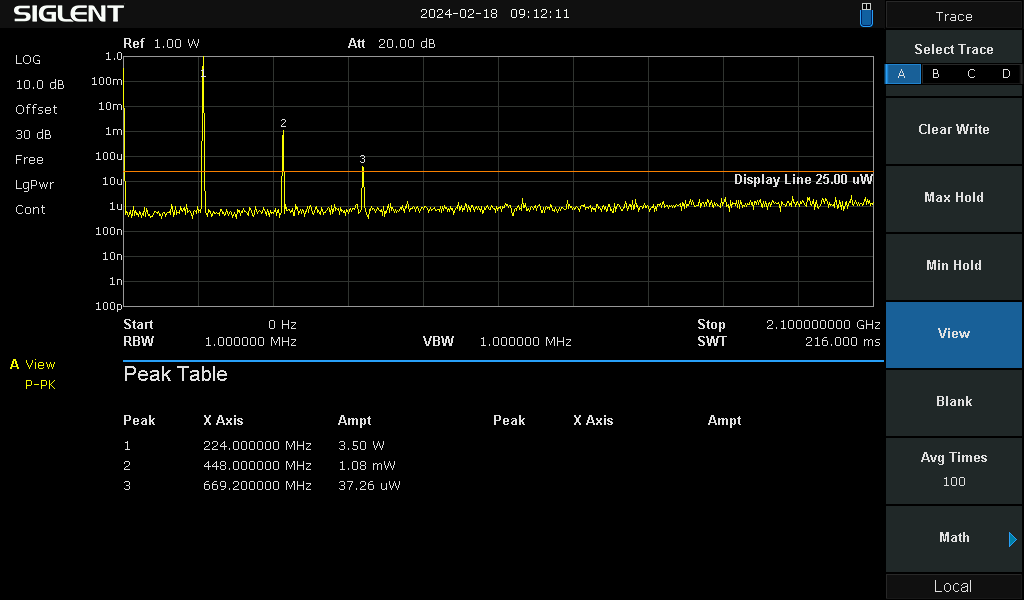 SIGLENT 2024-02-18 09:12:11
Trace
Ref 1.00 W Att 20.00 dB
Select Trace
A B C D
LOG
10.0 dB
Offset
30 dB
Free
LgPwr
Cont
1.0
100m
10m
1m
100u
10u
1u
100n
10n
1n
100p
1
2
3
Display Line 25.00 uW
Start 0 Hz Stop 2.100000000 GHz
RBW 1.000000 MHz VBW 1.000000 MHz SWT 216.000 ms
A View
P-PK
Peak Table
Peak X Axis Ampt Peak X Axis Ampt
1 224.000000 MHz 3.50 W
2 448.000000 MHz 1.08 mW
3 669.200000 MHz 37.26 uW
Clear Write
Max Hold
Min Hold
View
Blank
Avg Times
100
Math
Local